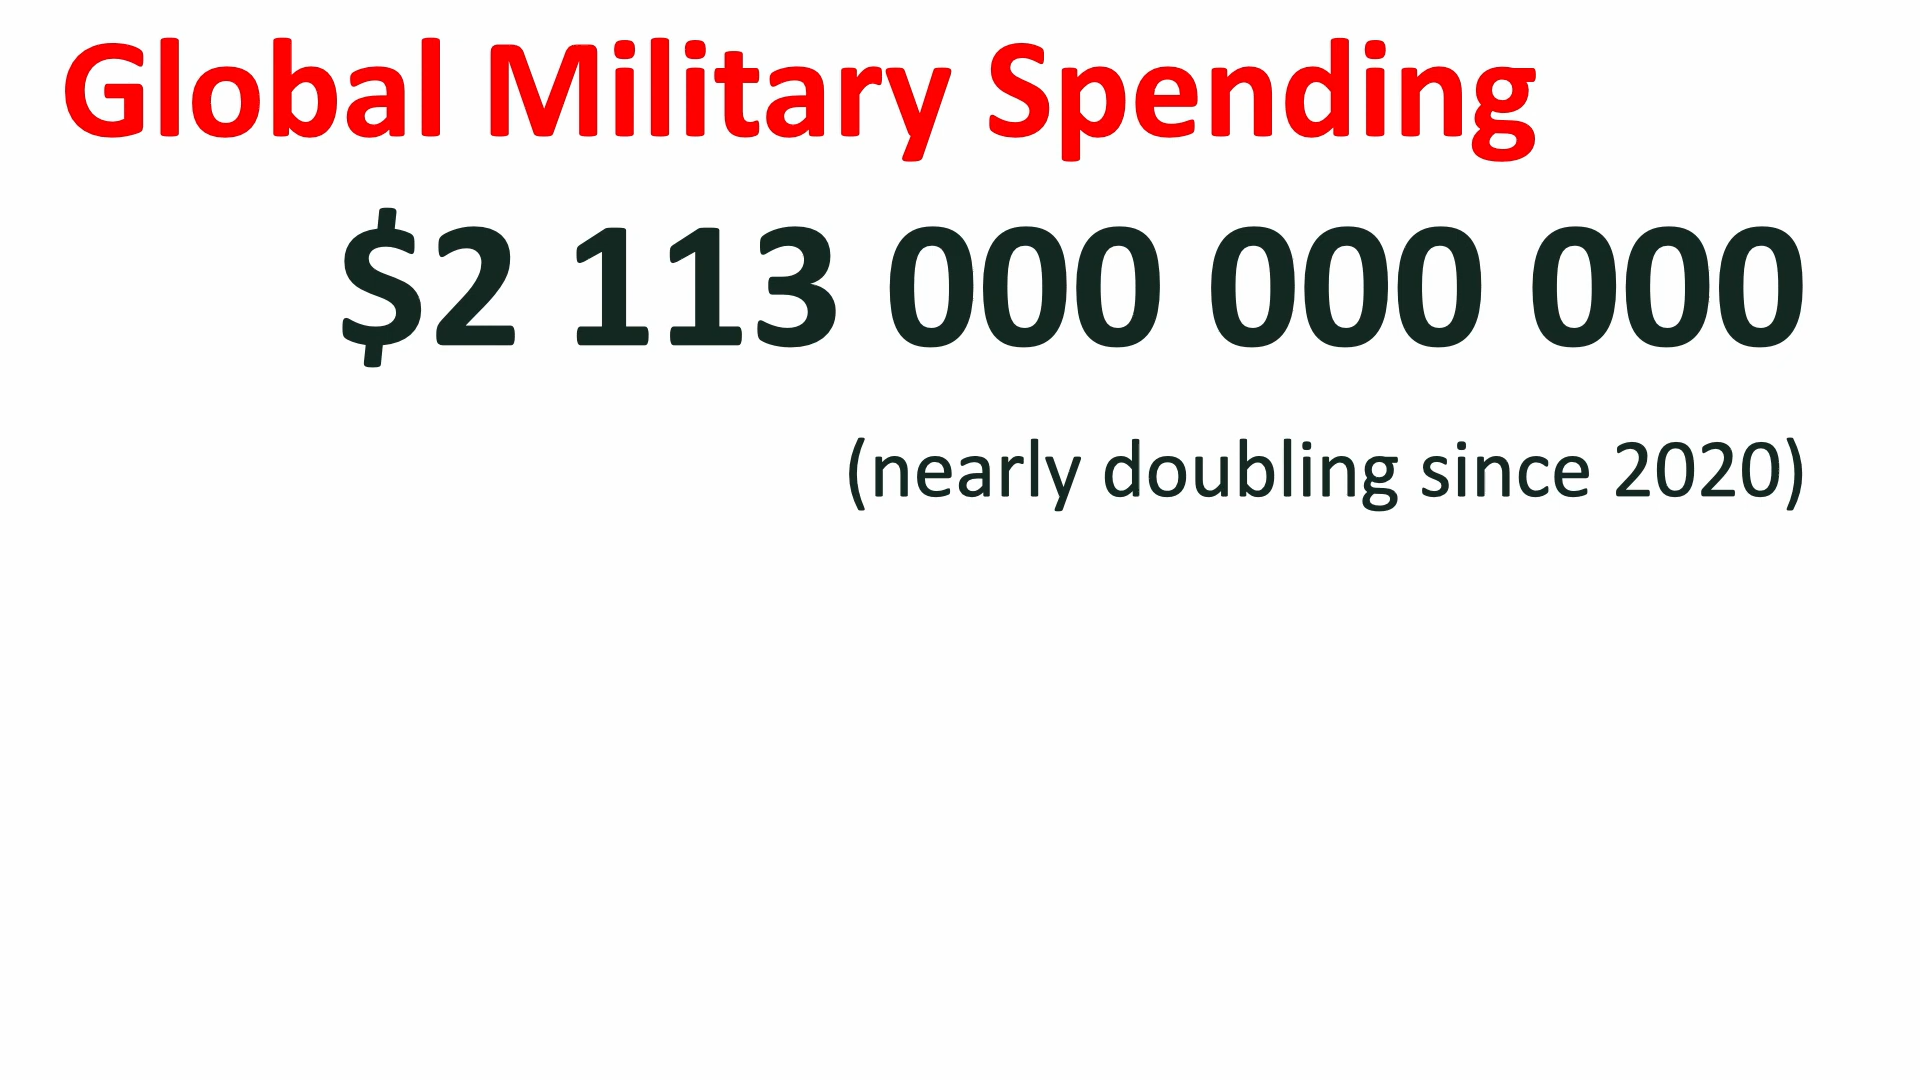 Global Military Spending
$2 113 000 000 000
(nearly doubling since 2020)